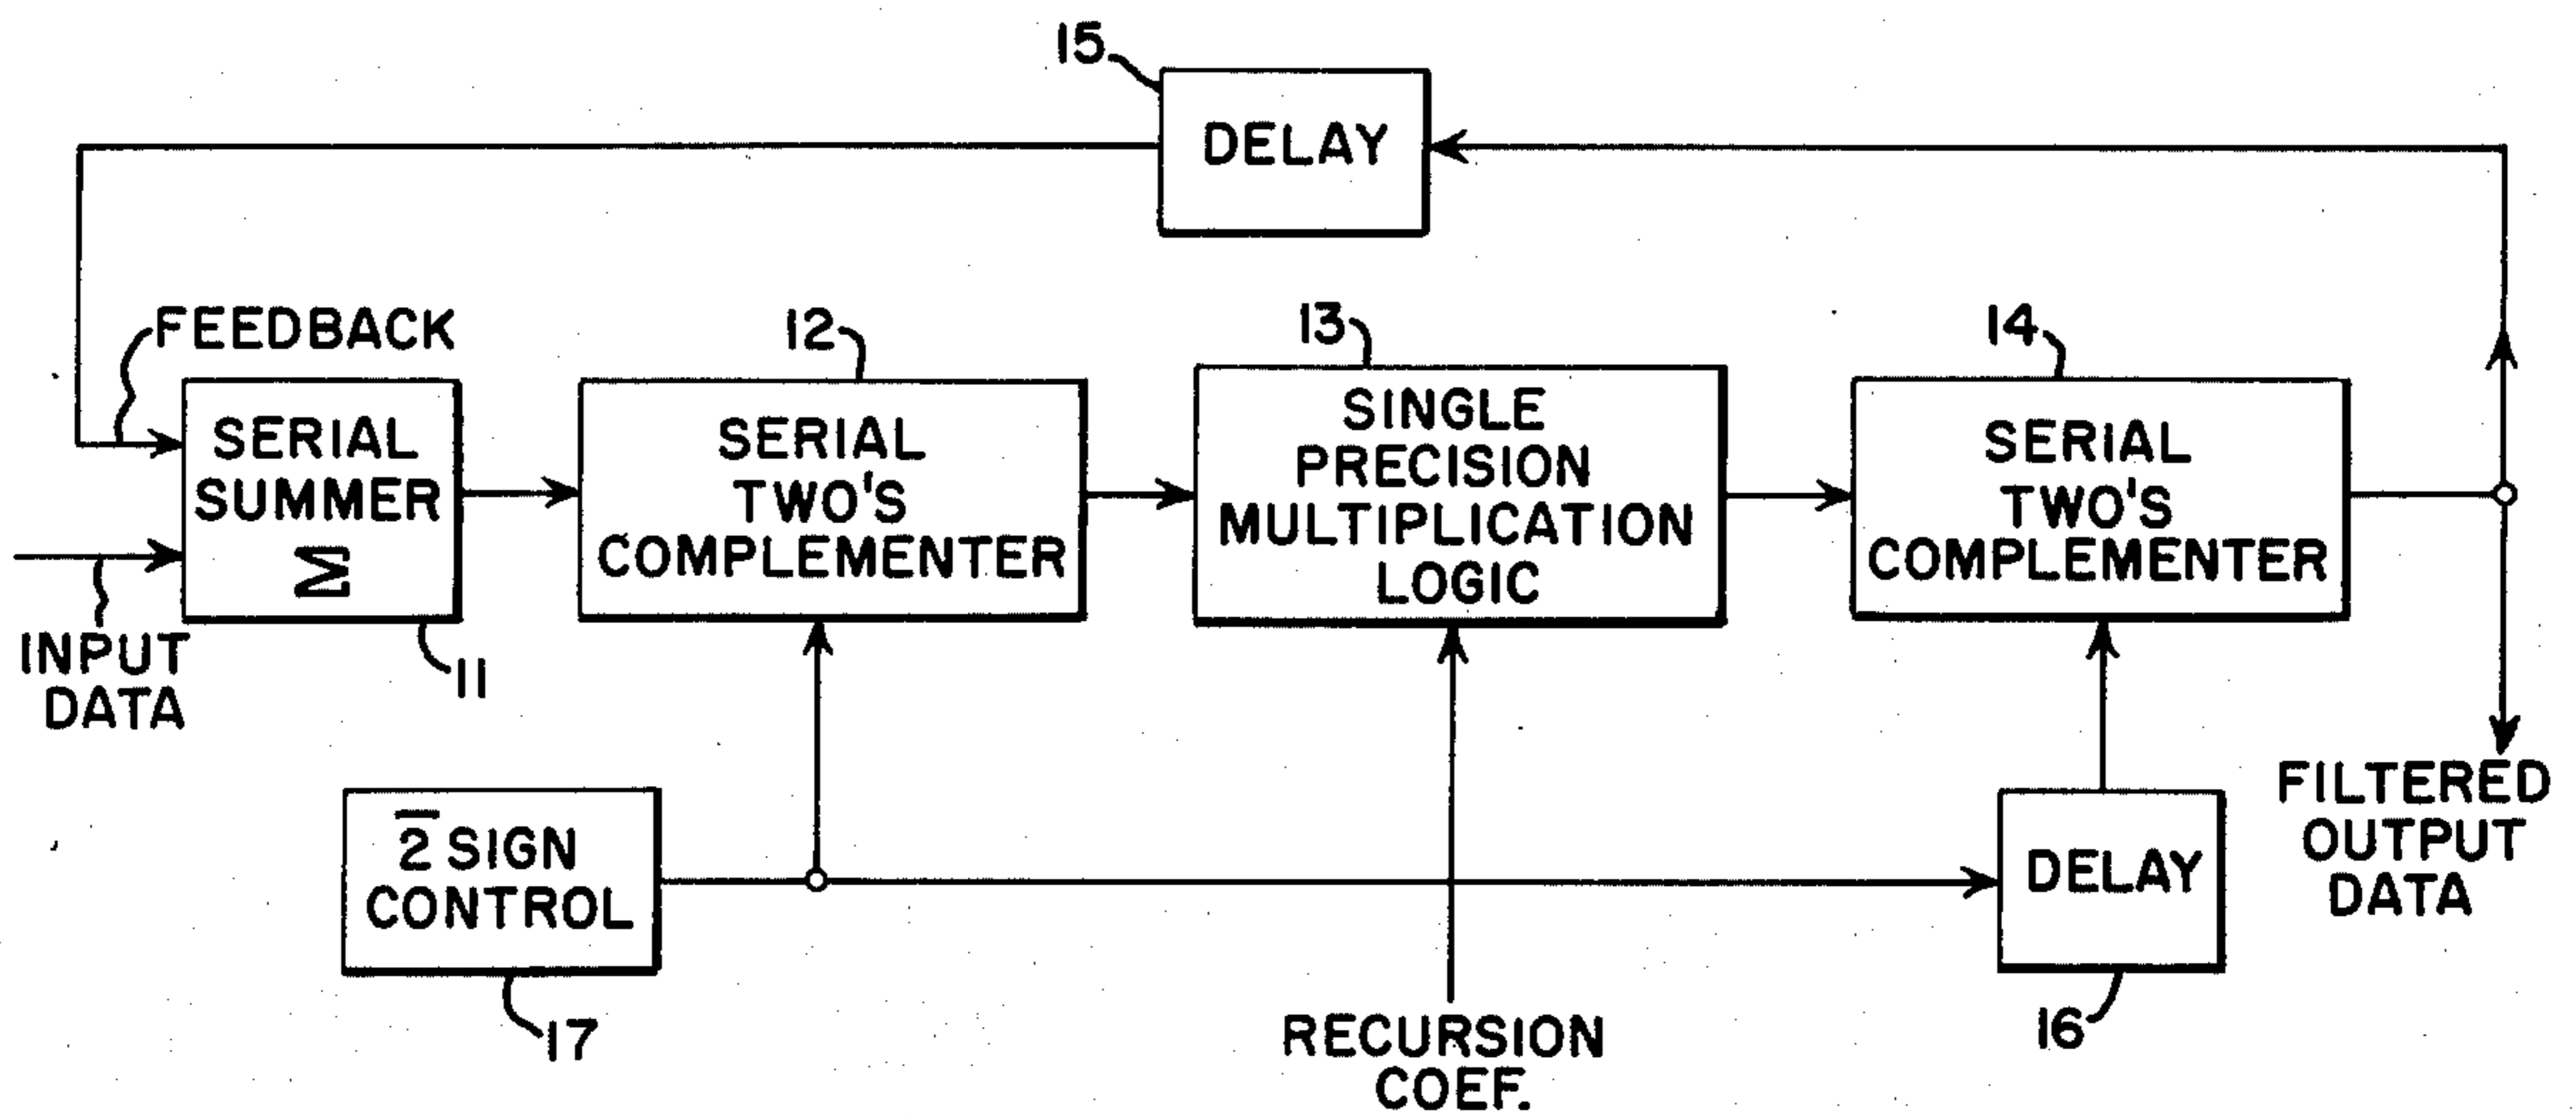 15
DELAY
FEEDBACK
12
13
14
SERIAL
SUMMER
Σ
SERIAL
TWO'S
COMPLEMENTER
SINGLE
PRECISION
MULTIPLICATION
LOGIC
SERIAL
TWO'S
COMPLEMENTER
INPUT
DATA
11
2̅ SIGN
CONTROL
17
RECURSION
COEF.
DELAY
16
FILTERED
OUTPUT
DATA